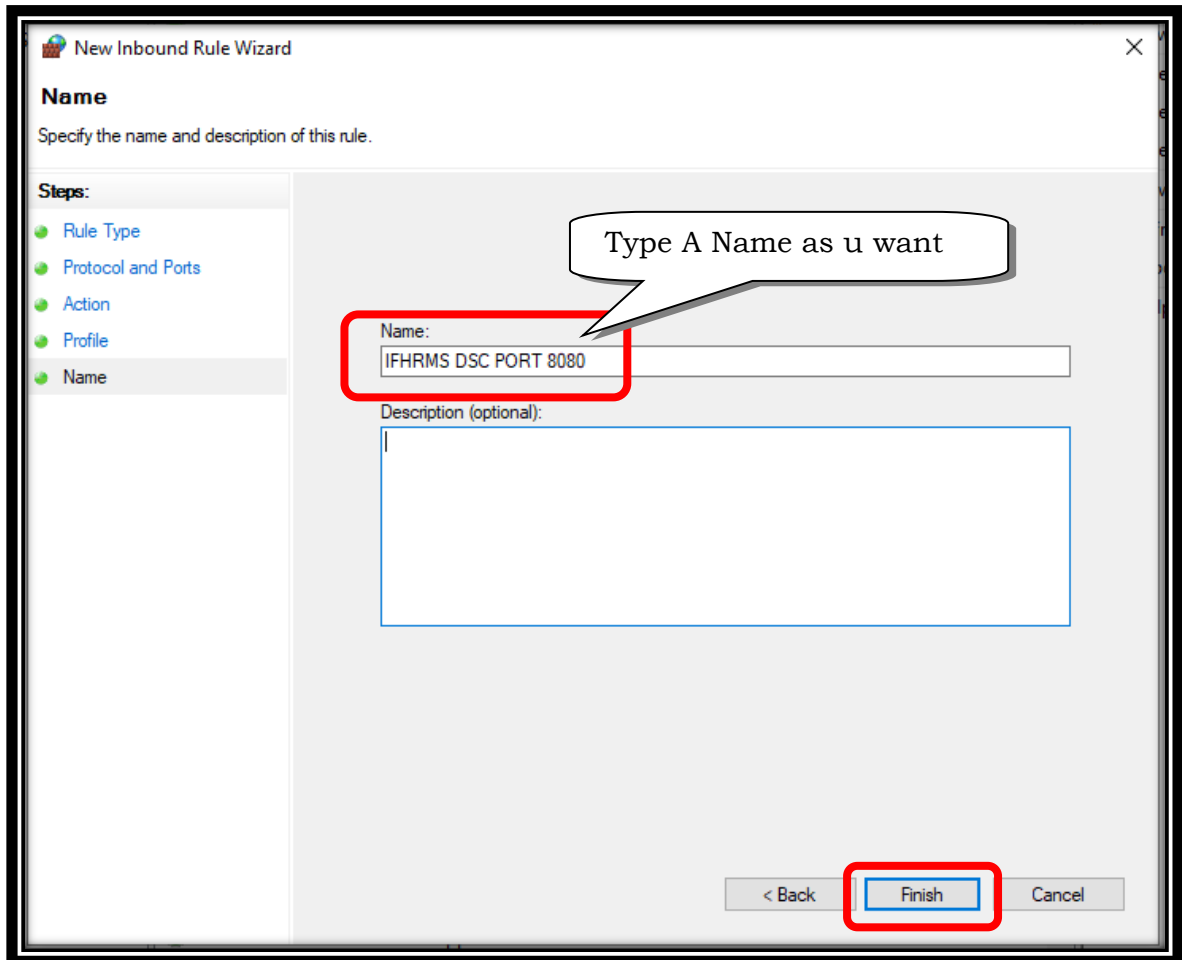 New Inbound Rule Wizard
Name
Specify the name and description of this rule.
Steps:
Rule Type
Protocol and Ports
Action
Profile
Name
Type A Name as u want
Name:
IFHRMS DSC PORT 8080
Description (optional):
< Back
Finish
Cancel